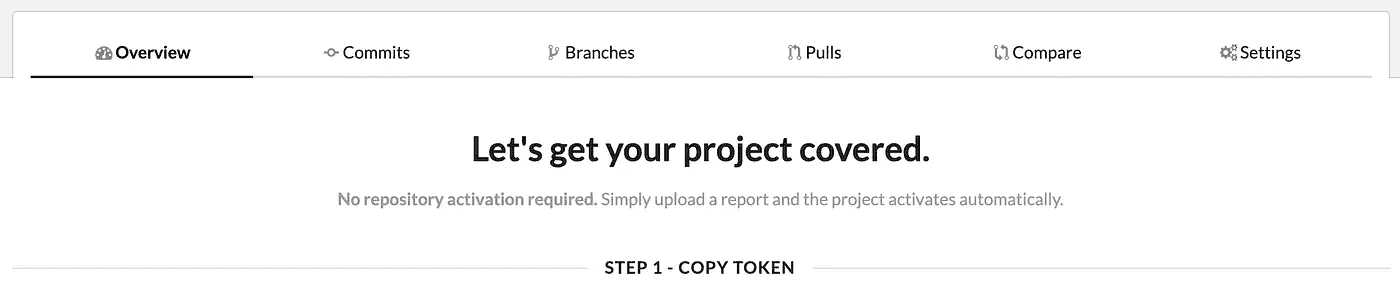 Overview Commits Branches Pulls Compare Settings
Let's get your project covered.
No repository activation required. Simply upload a report and the project activates automatically.
STEP 1 - COPY TOKEN